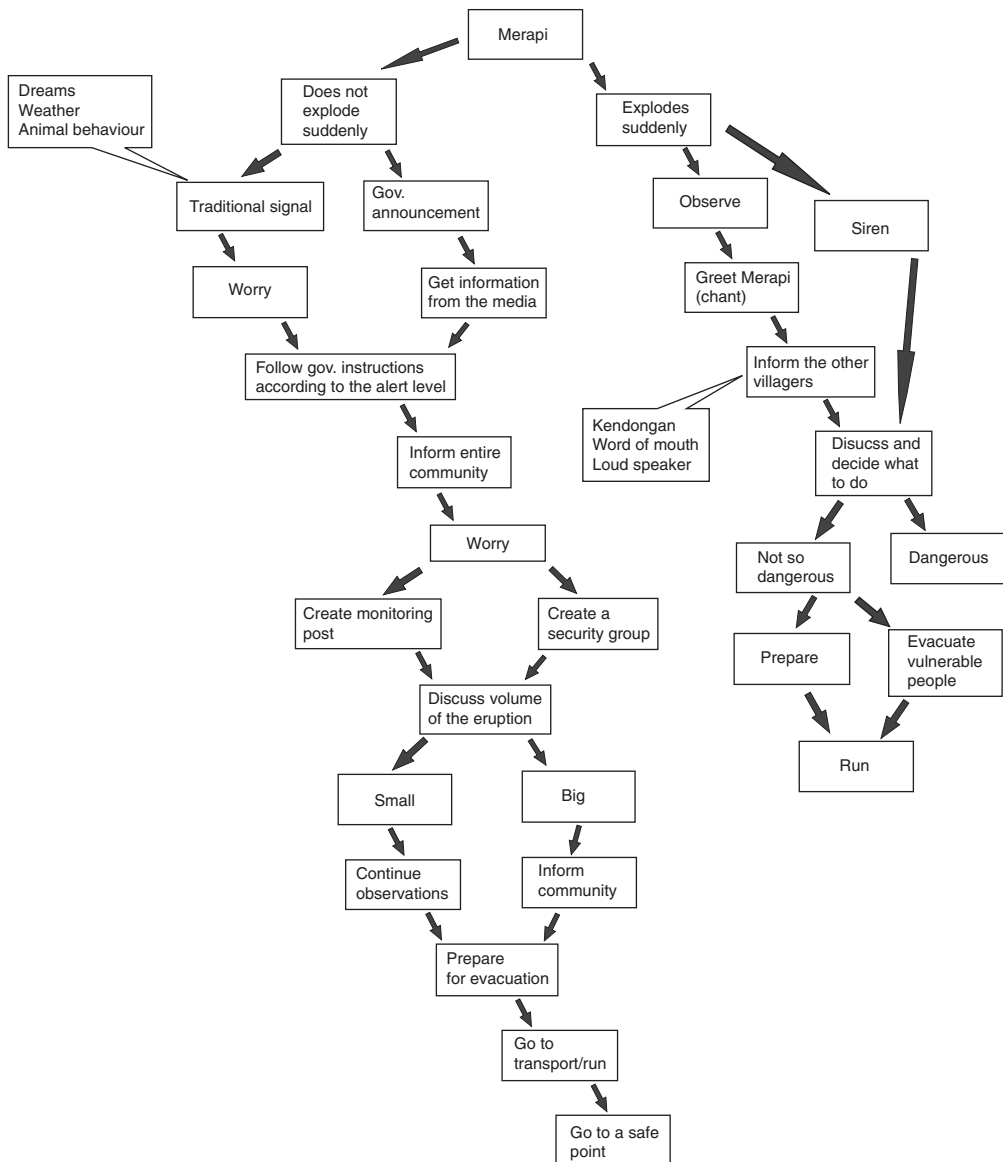 Merapi
Does not
explode
suddenly
Explodes
suddenly
Dreams
Weather
Animal behaviour
Traditional signal
Gov.
announcement
Observe
Siren
Worry
Get information
from the media
Greet Merapi
(chant)
Follow gov. instructions
according to the alert level
Inform the other
villagers
Kendongan
Word of mouth
Loud speaker
Inform entire
community
Disucss and
decide what
to do
Worry
Not so
dangerous
Dangerous
Create monitoring
post
Create a
security group
Prepare
Evacuate
vulnerable
people
Discuss volume
of the eruption
Run
Small
Big
Continue
observations
Inform
community
Prepare
for evacuation
Go to
transport/run
Go to a safe
point